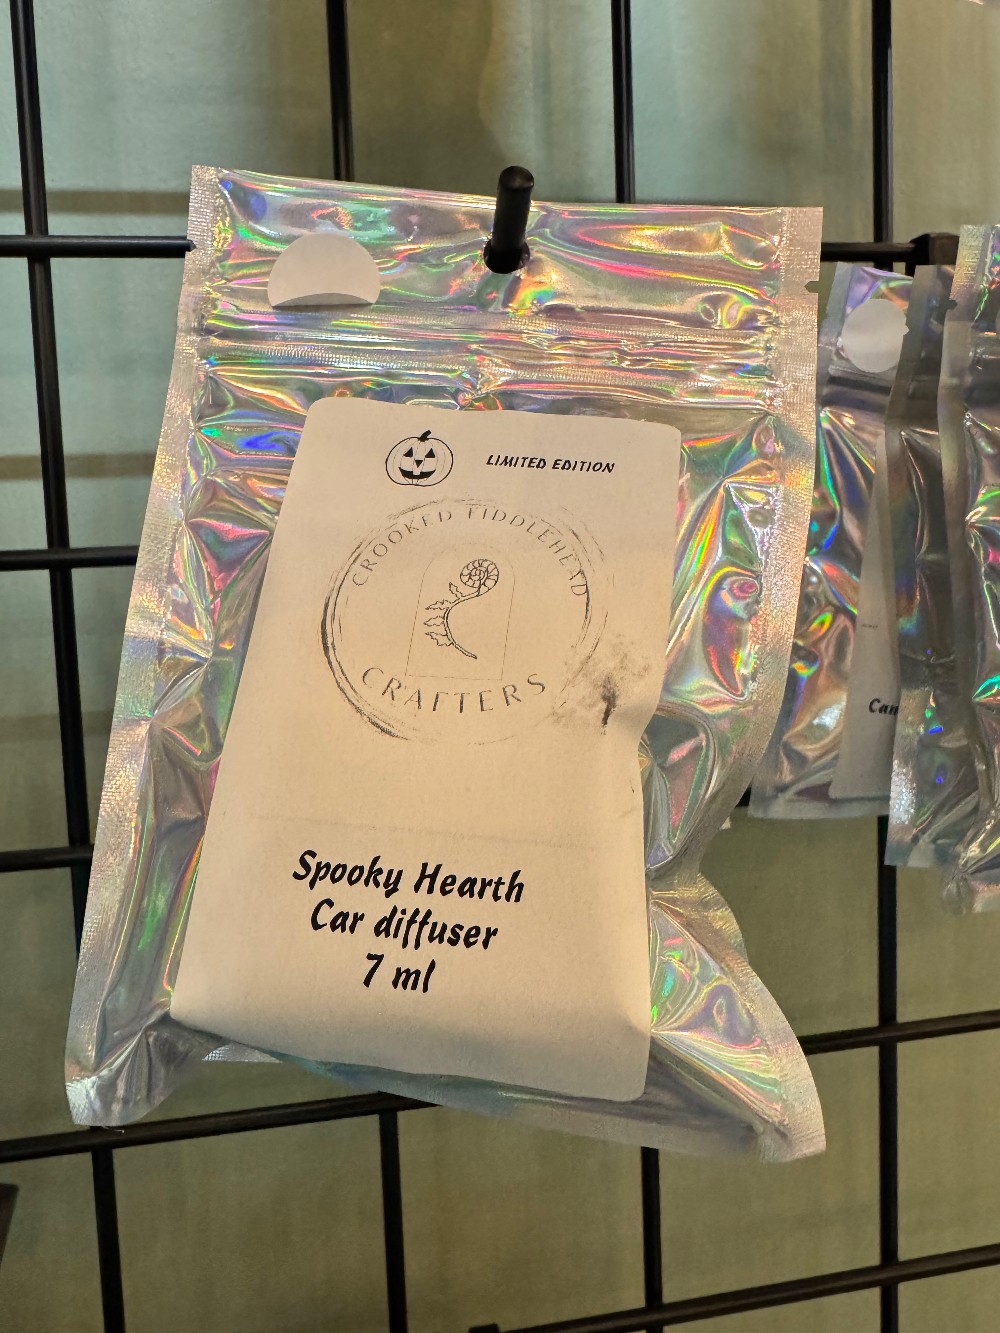 LIMITED EDITION
CROOKED FIDDLEHEAD
CRAFTERS
Spooky Hearth
Car diffuser
7 ml